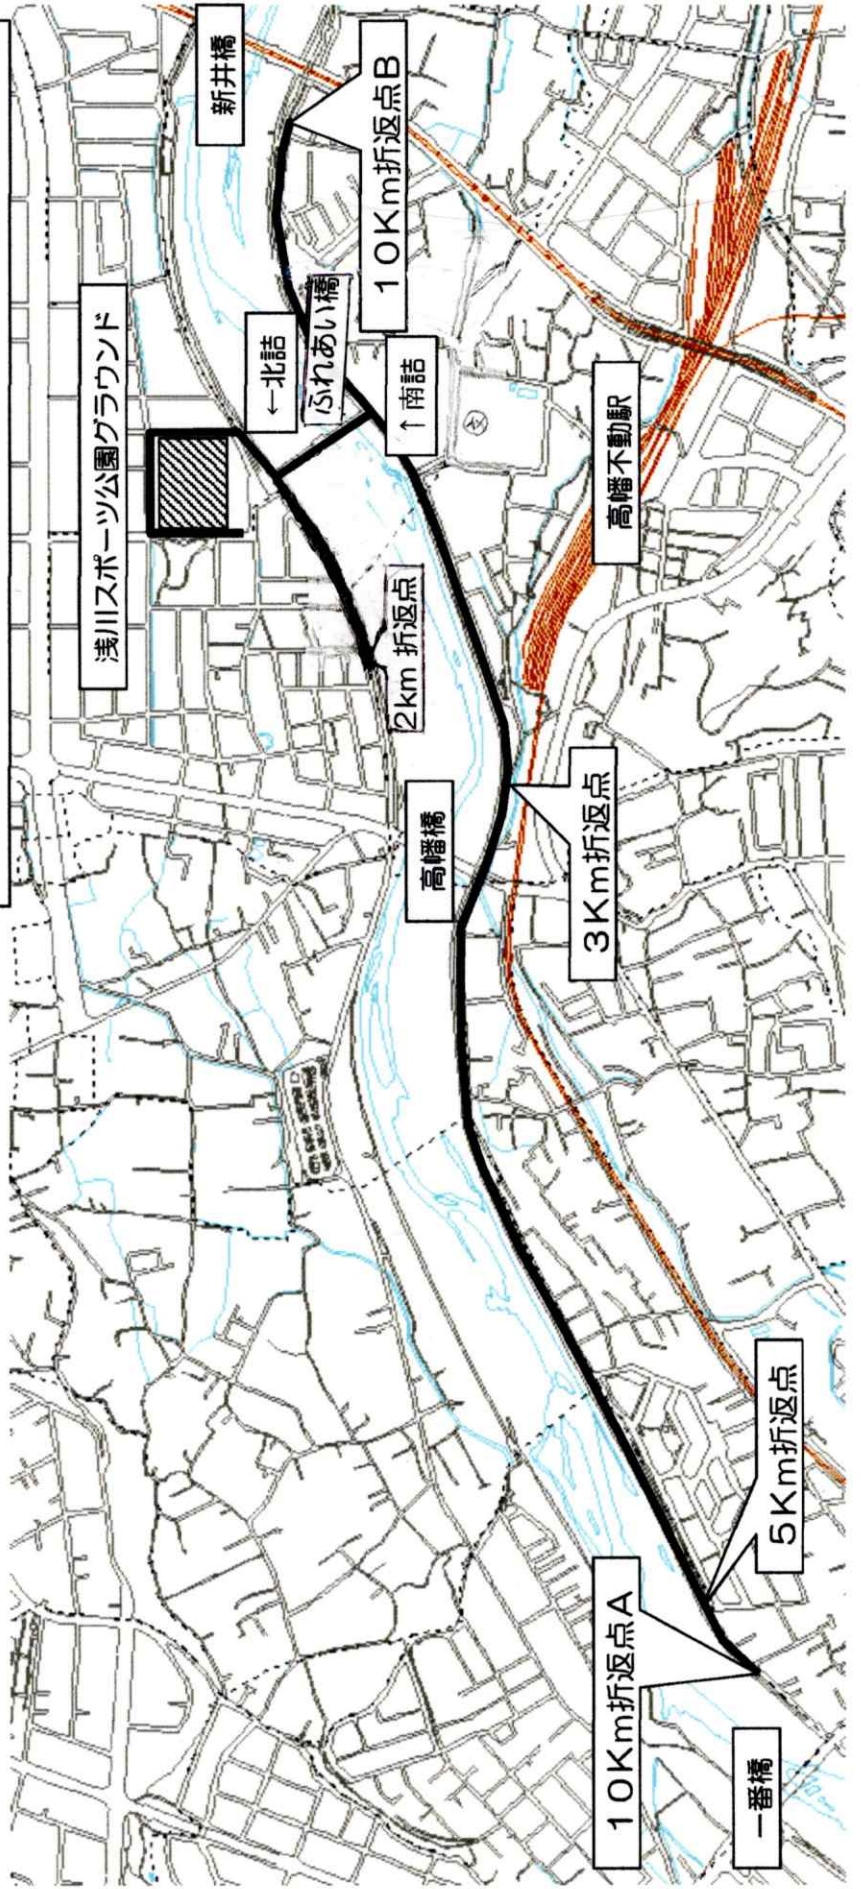 新井橋
10Km折返点B
浅川スポーツ公園グラウンド
←北詰
ふれあい橋
↑南詰
高幡不動駅
2km 折返点
高幡橋
3Km折返点
5Km折返点
10Km折返点A
一番橋